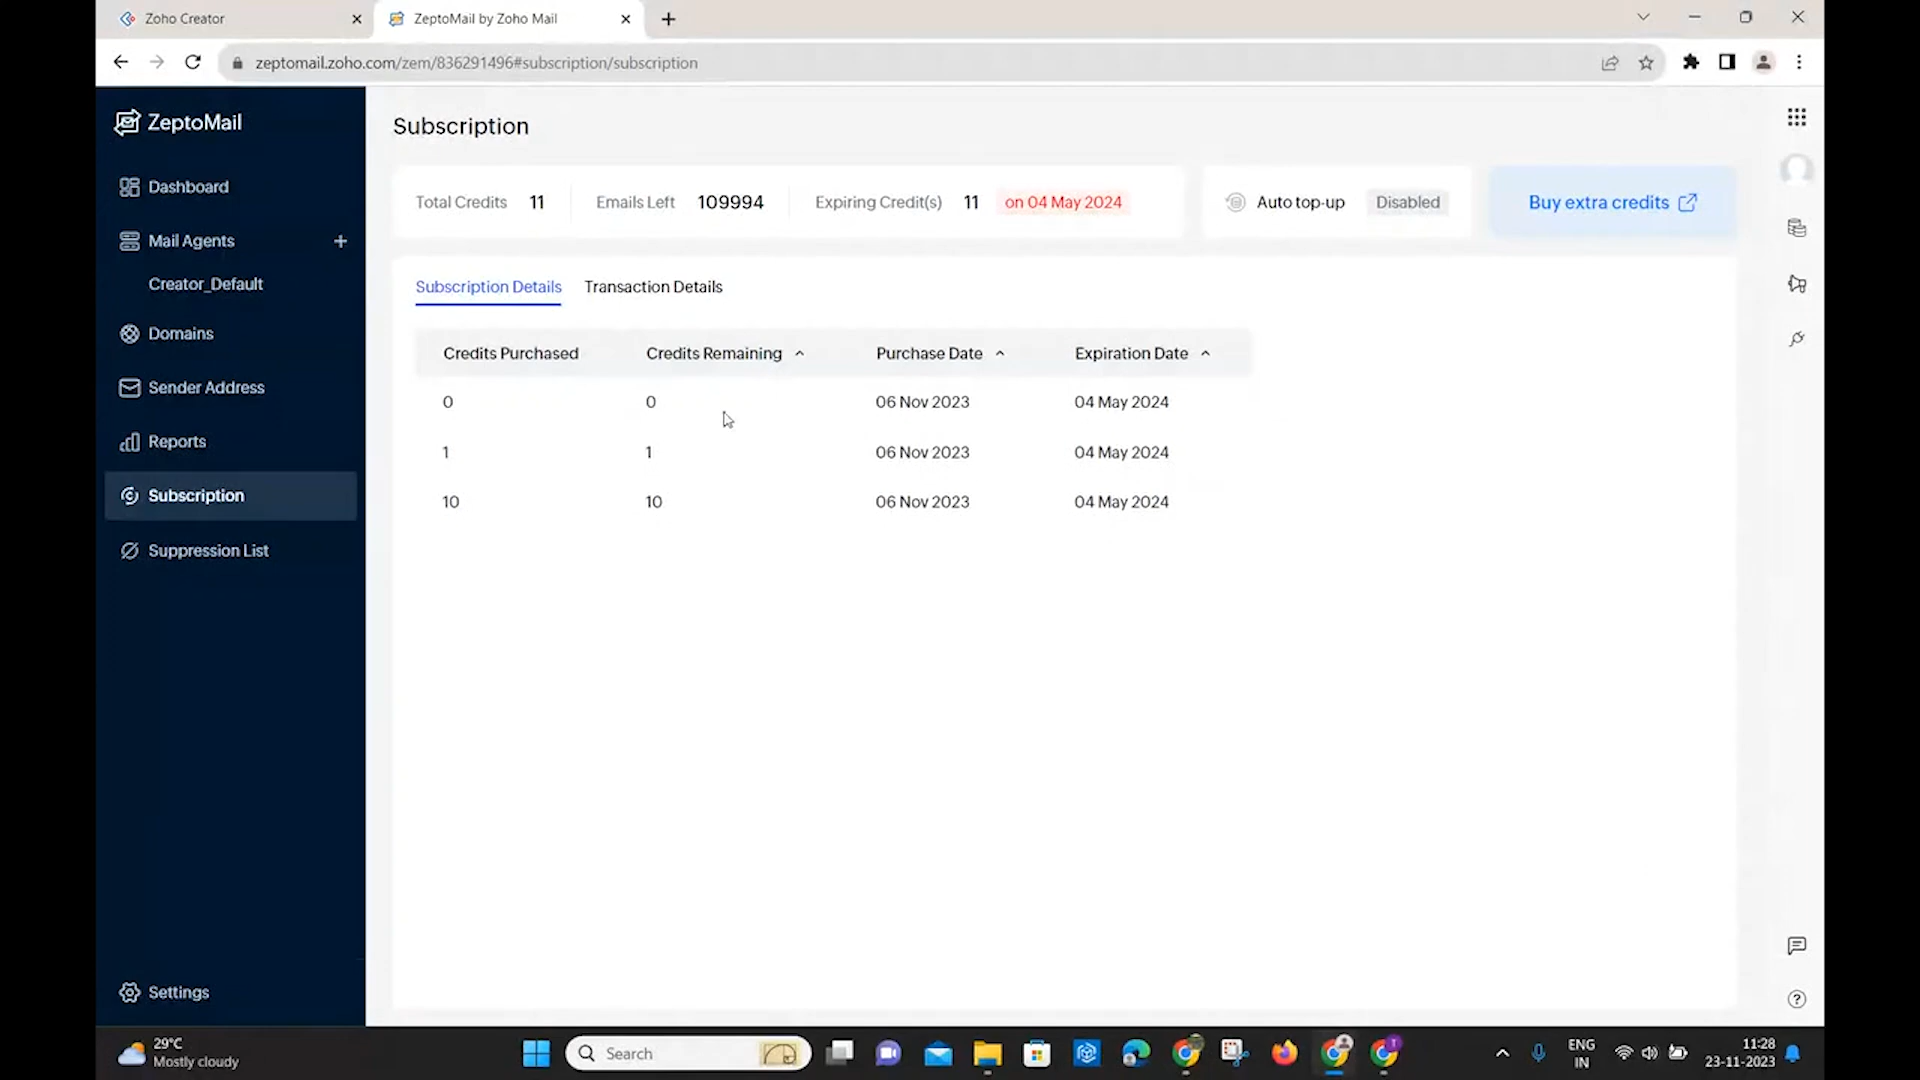 Zoho Creator
ZeptoMail by Zoho Mail
zeptomail.zoho.com/zem/836291496#subscription/subscription
ZeptoMail
Dashboard
Mail Agents
Creator_Default
Domains
Sender Address
Reports
Subscription
Suppression List
Settings
Subscription
Total Credits 11 Emails Left 109994 Expiring Credit(s) 11 on 04 May 2024 Auto top-up Disabled Buy extra credits
Subscription Details Transaction Details
Credits Purchased Credits Remaining Purchase Date Expiration Date
0 0 06 Nov 2023 04 May 2024
1 1 06 Nov 2023 04 May 2024
10 10 06 Nov 2023 04 May 2024
29°C
Mostly cloudy
Search
ENG
IN
11:28
23-11-2023